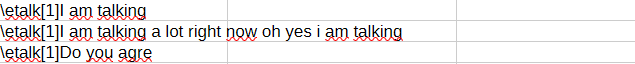 \etalk[1]I am talking
\etalk[1]I am talking a lot right now oh yes i am talking
\etalk[1]Do you agre